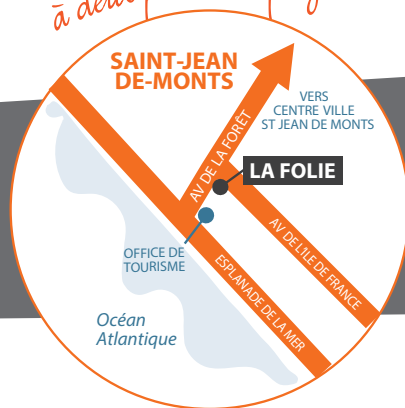 à deux
SAINT-JEAN
DE-MONTS
VERS
CENTRE VILLE
ST JEAN DE MONTS
AV DE LA FORÊT
LA FOLIE
AV DE L'ILE DE FRANCE
OFFICE DE
TOURISME
ESPLANADE DE LA MER
Océan
Atlantique